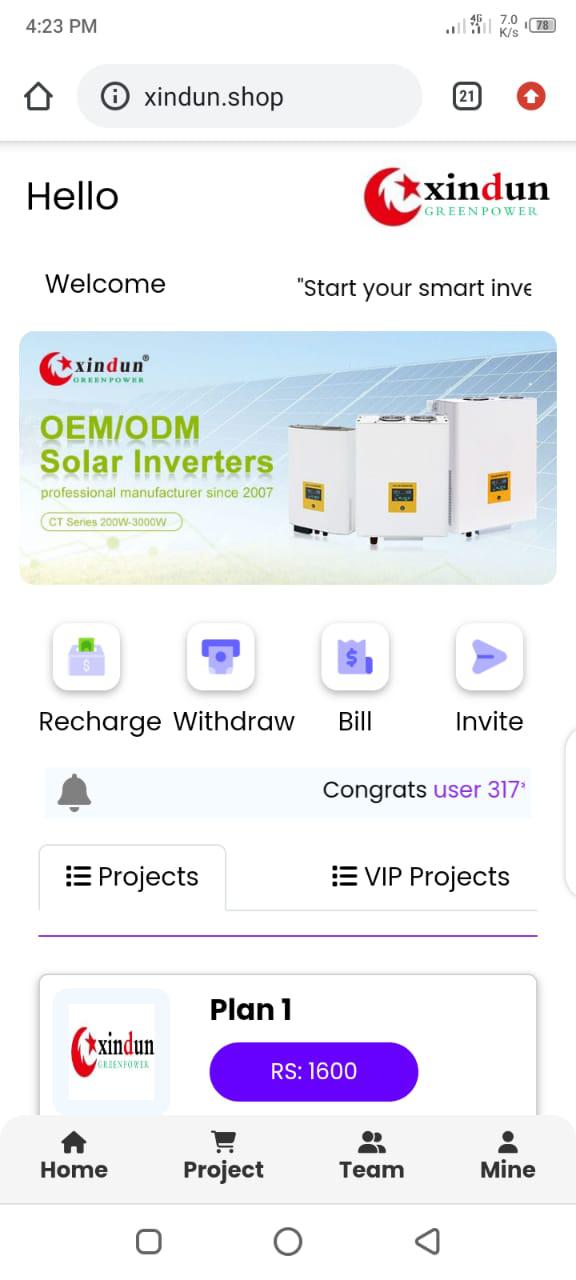 4:23 PM
4G
7.0
K/s
78
xindun.shop
21
Hello
xindun
GREENPOWER
Welcome
"Start your smart inve
xindun®
GREENPOWER
OEM/ODM
Solar Inverters
professional manufacturer since 2007
CT Series 200W-3000W
Recharge Withdraw Bill Invite
Congrats user 317*
Projects
VIP Projects
xindun
GREENPOWER
Plan 1
RS: 1600
Home Project Team Mine